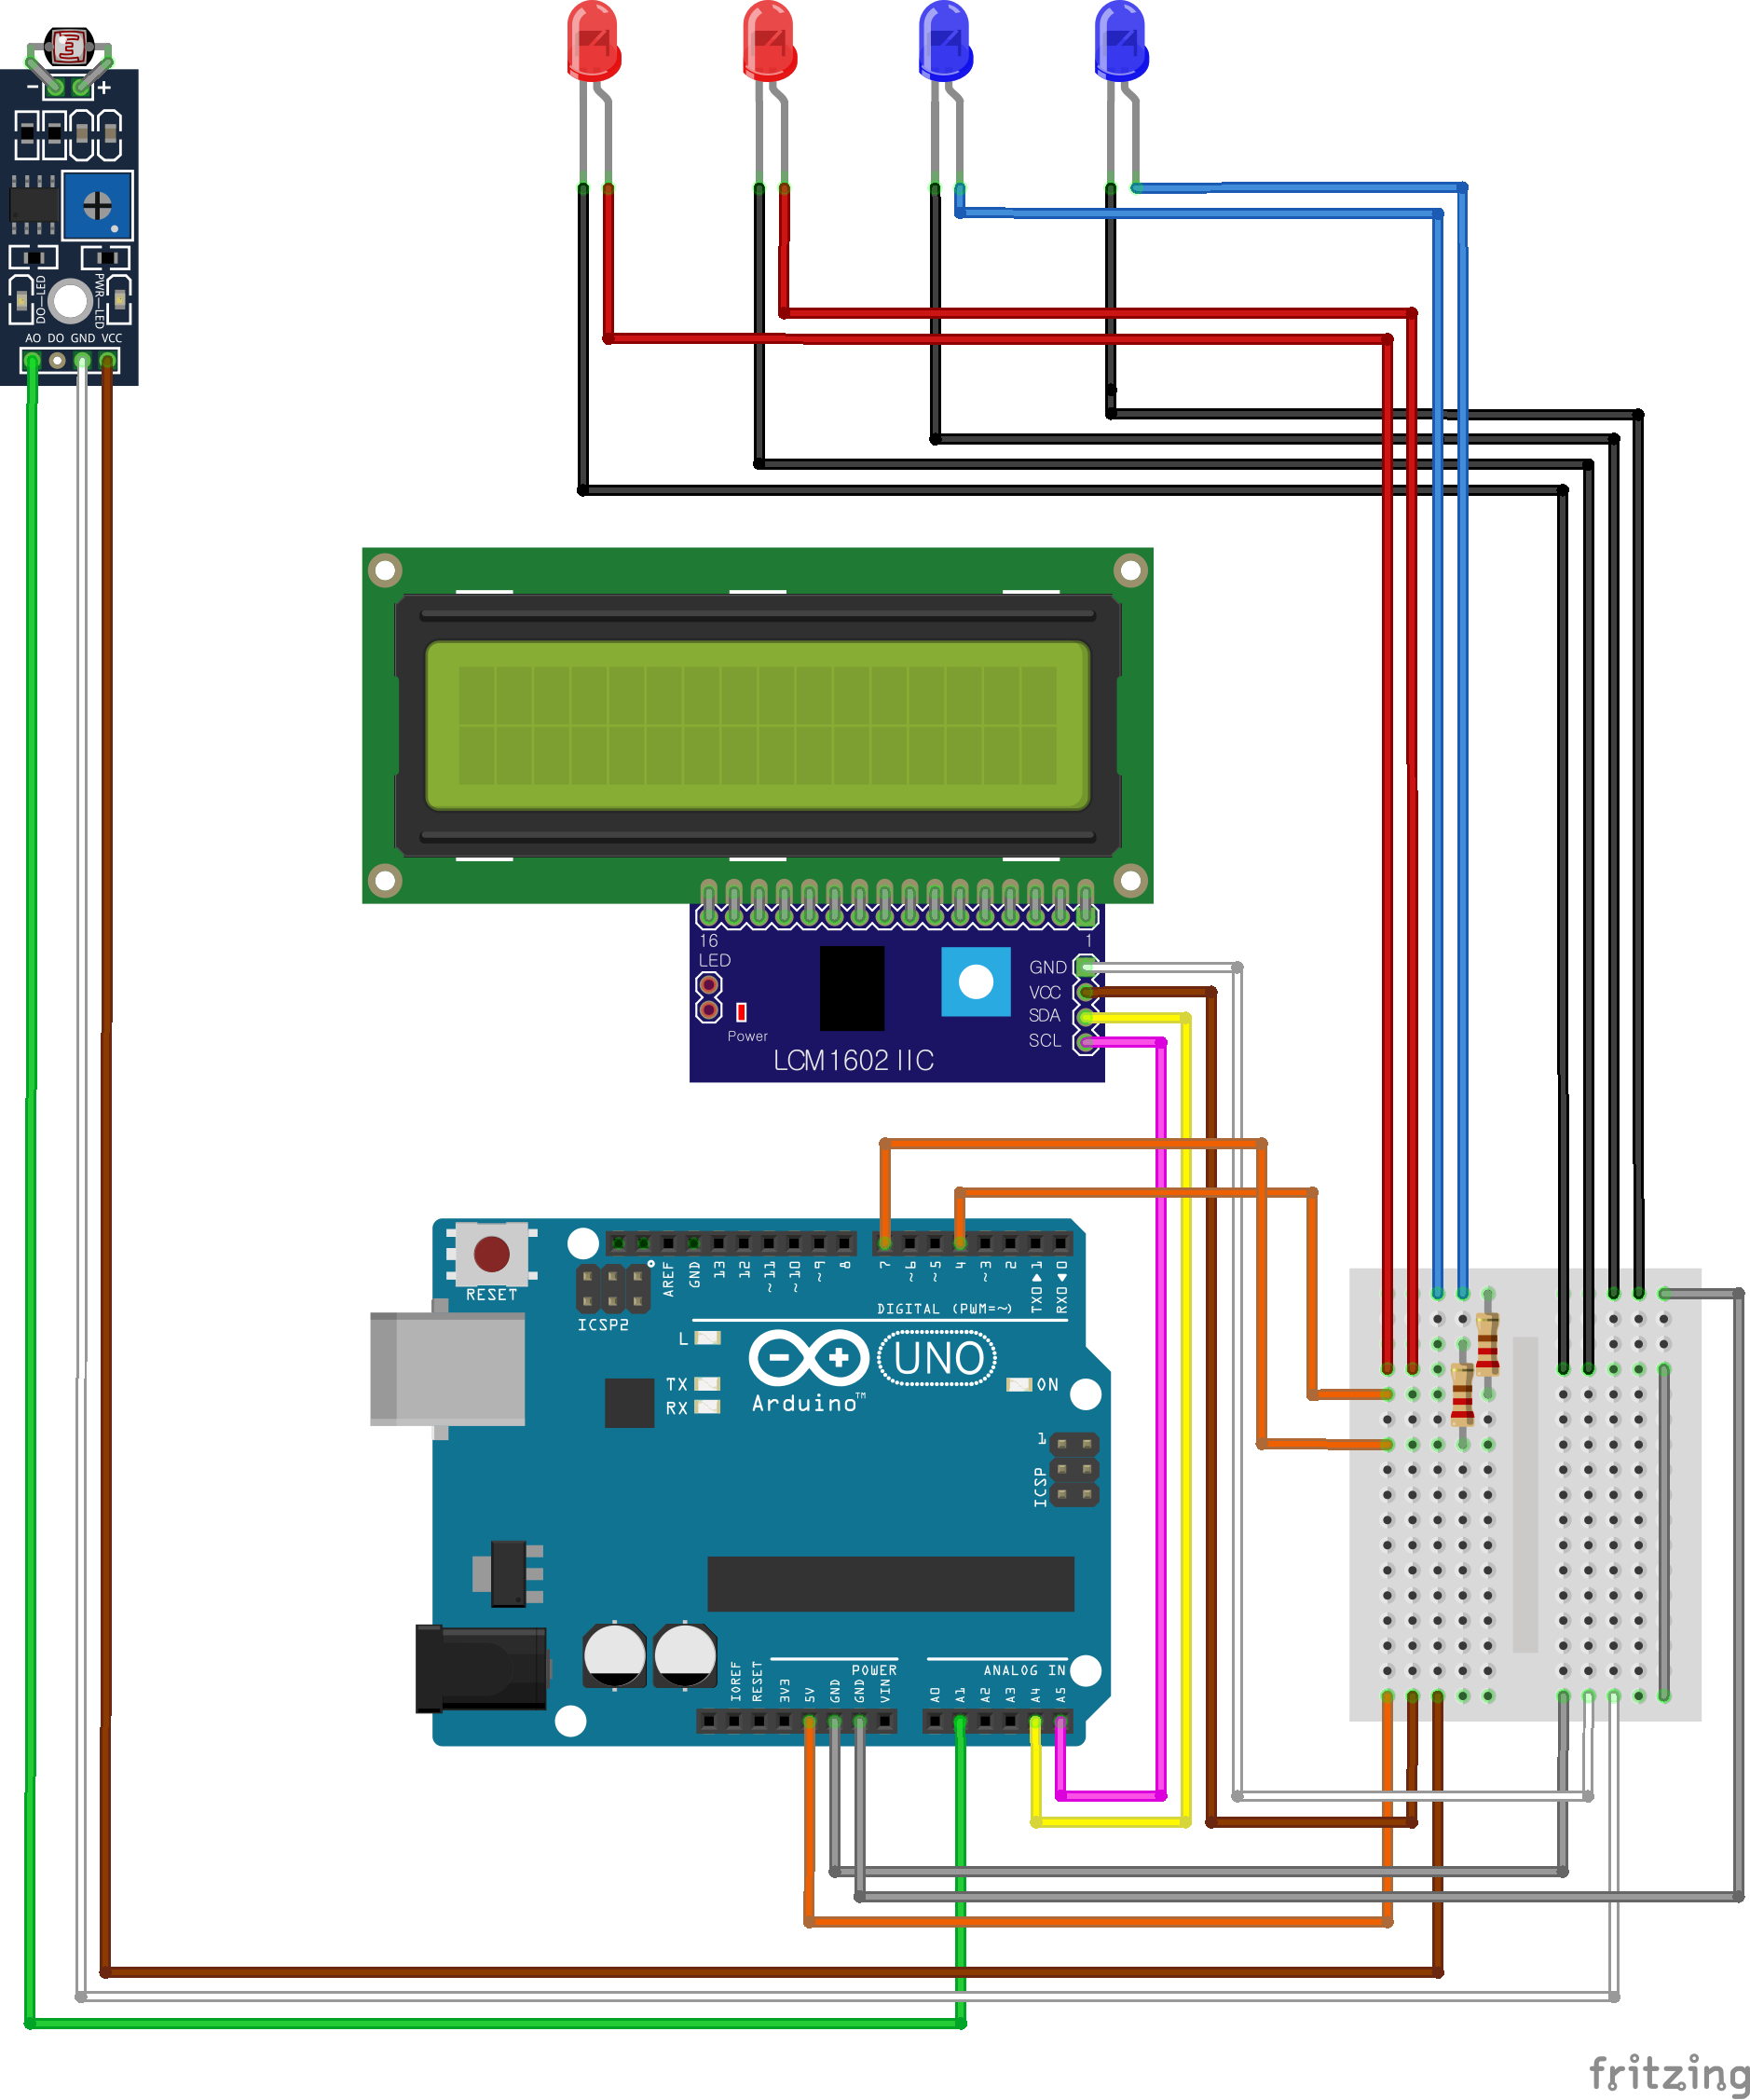 - +
DO-LED
PWR-LED
AO DO GND VCC
16
1
LED
GND
VCC
SDA
SCL
Power
LCM1602 IIC
RESET
ICSP2
AREF
GND
13
12
~11
~10
~9
8
7
~6
~5
4
~3
2
TX0▶1
RX0◀0
DIGITAL (PWM=~)
L
TX
RX
Arduino™
UNO
ON
1
ICSP
POWER
ANALOG IN
IOREF
RESET
3V3
5V
GND
GND
VIN
A0
A1
A2
A3
A4
A5
fritzing